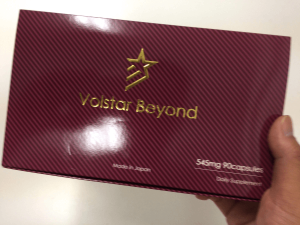 Volstar Beyond
545mg 90capsules
Made in Japan
Daily Supplement